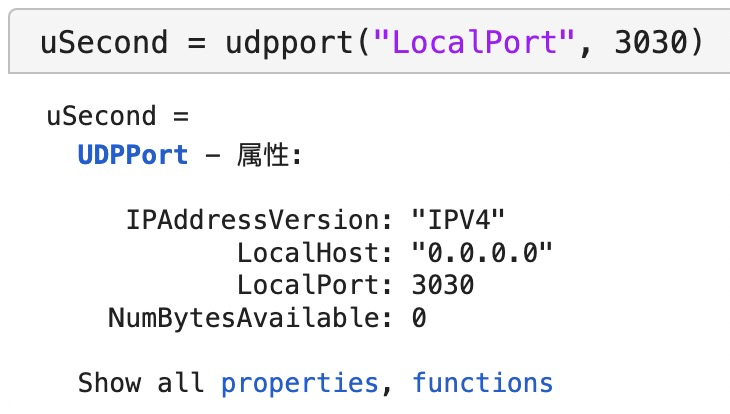 uSecond = udpport("LocalPort", 3030)
uSecond =
UDPPort - 属性:
IPAddressVersion: "IPV4"
LocalHost: "0.0.0.0"
LocalPort: 3030
NumBytesAvailable: 0
Show all properties, functions